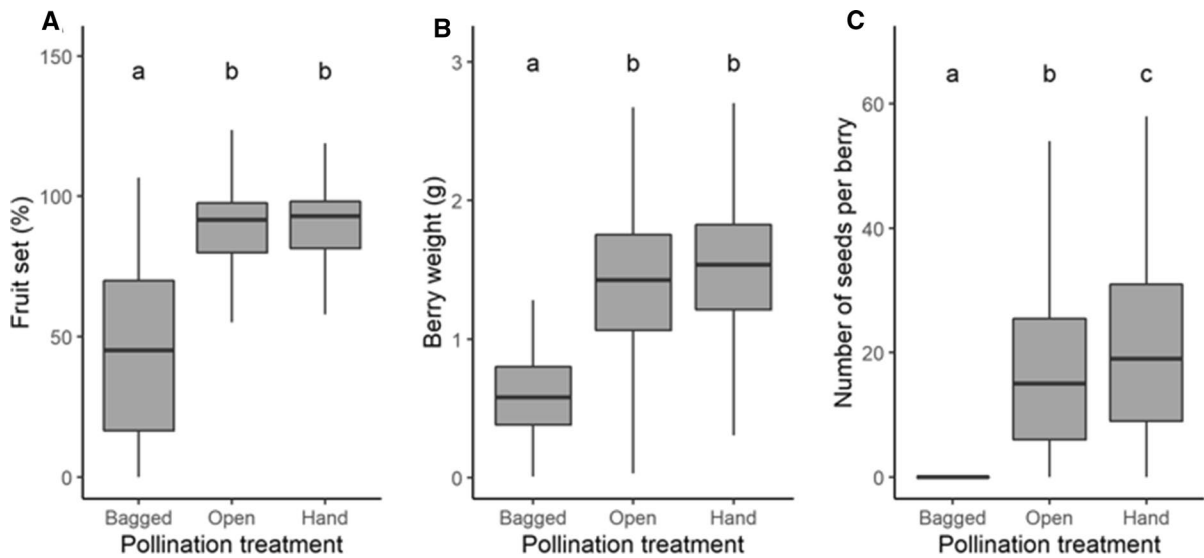 A
Fruit set (%)
150
100
50
0
a b b
Bagged Open Hand
Pollination treatment
B
Berry weight (g)
3
2
1
0
a b b
Bagged Open Hand
Pollination treatment
C
Number of seeds per berry
60
40
20
0
a b c
Bagged Open Hand
Pollination treatment